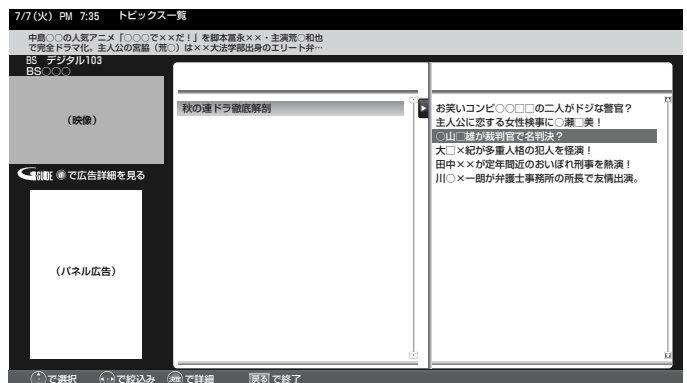 7/7(火) PM 7:35 トピックス一覧
中島○○の人気アニメ「○○○で××だ!」を脚本冨永××・主演荒○和也
で完全ドラマ化。主人公の宮脇(荒○)は××大法学部出身のエリート弁…
BS デジタル103
BS○○○
(映像)
G-GUIDE で広告詳細を見る
(パネル広告)
秋の連ドラ徹底解剖
お笑いコンビ○○□□の二人がドジな警官?
主人公に恋する女性検事に○瀬□美!
○山□雄が裁判官で名判決?
大□×紀が多重人格の犯人を怪演!
田中××が定年間近のおいぼれ刑事を熱演!
川○×一朗が弁護士事務所の所長で友情出演。
で選択 で絞込み 決定 で詳細 戻る で終了